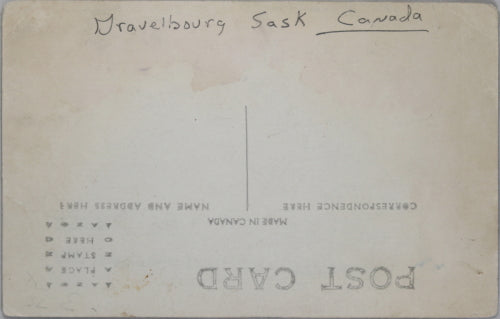 Gravelbourg Sask Canada
POST CARD
MADE IN CANADA
CORRESPONDENCE HERE
NAME AND ADDRESS HERE
PLACE
STAMP
HERE